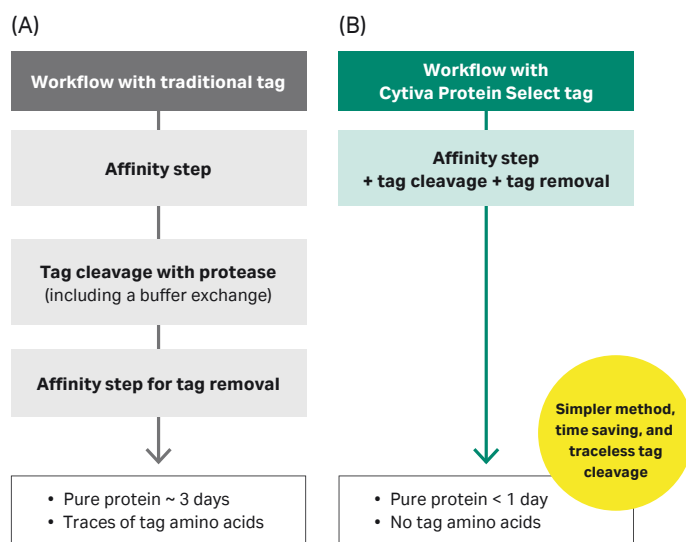 (A)
Workflow with traditional tag
Affinity step
Tag cleavage with protease
(including a buffer exchange)
Affinity step for tag removal
• Pure protein ~ 3 days
• Traces of tag amino acids
(B)
Workflow with
Cytiva Protein Select tag
Affinity step
+ tag cleavage + tag removal
Simpler method,
time saving, and
traceless tag
cleavage
• Pure protein < 1 day
• No tag amino acids